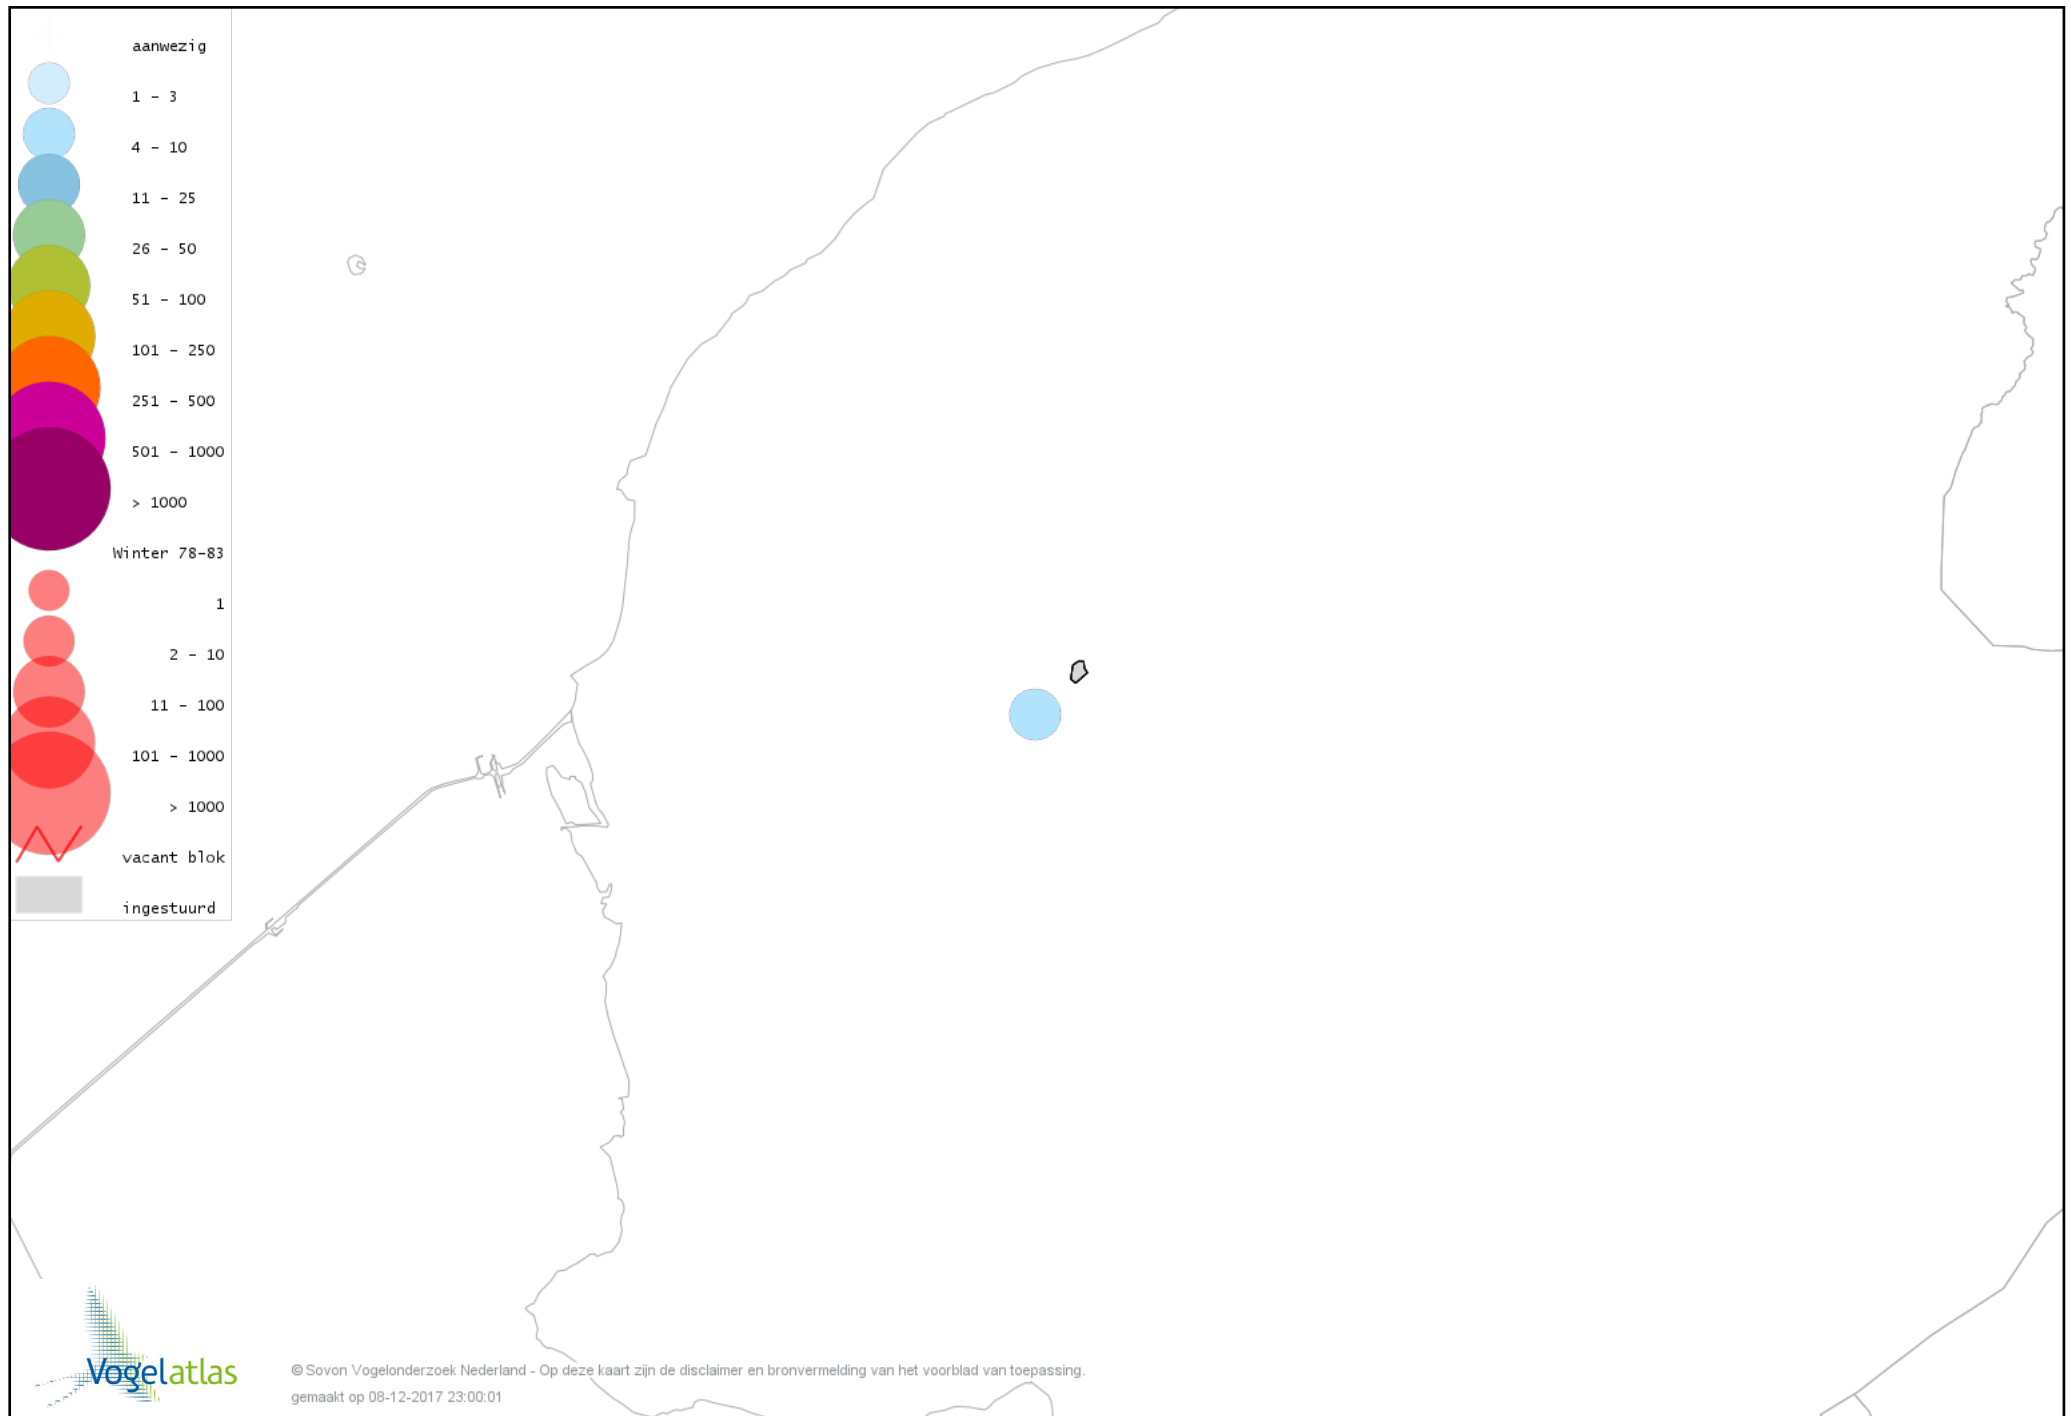 aanwezig
1 - 3
4 - 10
11 - 25
26 - 50
51 - 100
101 - 250
251 - 500
501 - 1000
> 1000
Winter 78-83
1
2 - 10
11 - 100
101 - 1000
> 1000
vacant blok
ingestuurd
Vogelatlas
© Sovon Vogelonderzoek Nederland - Op deze kaart zijn de disclaimer en bronvermelding van het voorblad van toepassing.
gemaakt op 08-12-2017 23:00:01